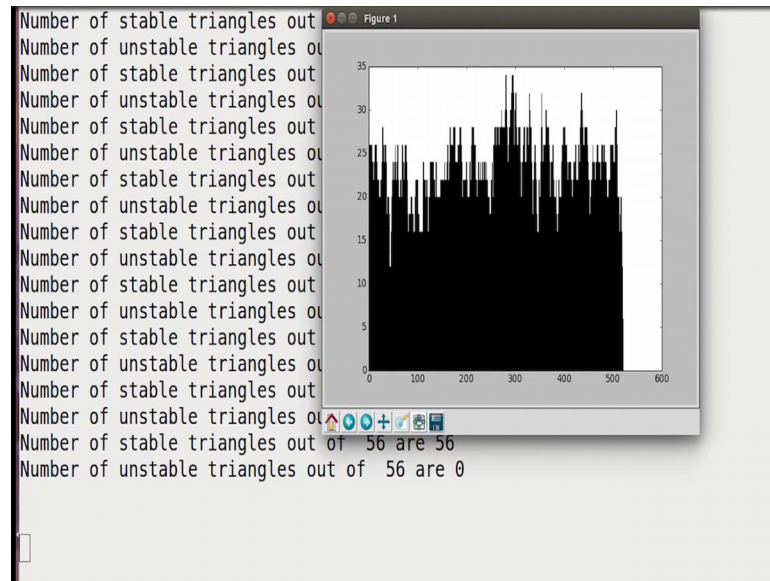 Number of stable triangles out
Figure 1
Number of unstable triangles ou
Number of stable triangles out
Number of unstable triangles ou
Number of stable triangles out
Number of unstable triangles ou
Number of stable triangles out
Number of unstable triangles ou
Number of stable triangles out
Number of unstable triangles ou
Number of stable triangles out
Number of unstable triangles ou
Number of stable triangles out
Number of unstable triangles ou
Number of stable triangles out
Number of unstable triangles ou
Number of stable triangles out of 56 are 56
Number of unstable triangles out of 56 are 0
35
30
25
20
15
10
5
0
0 100 200 300 400 500 600